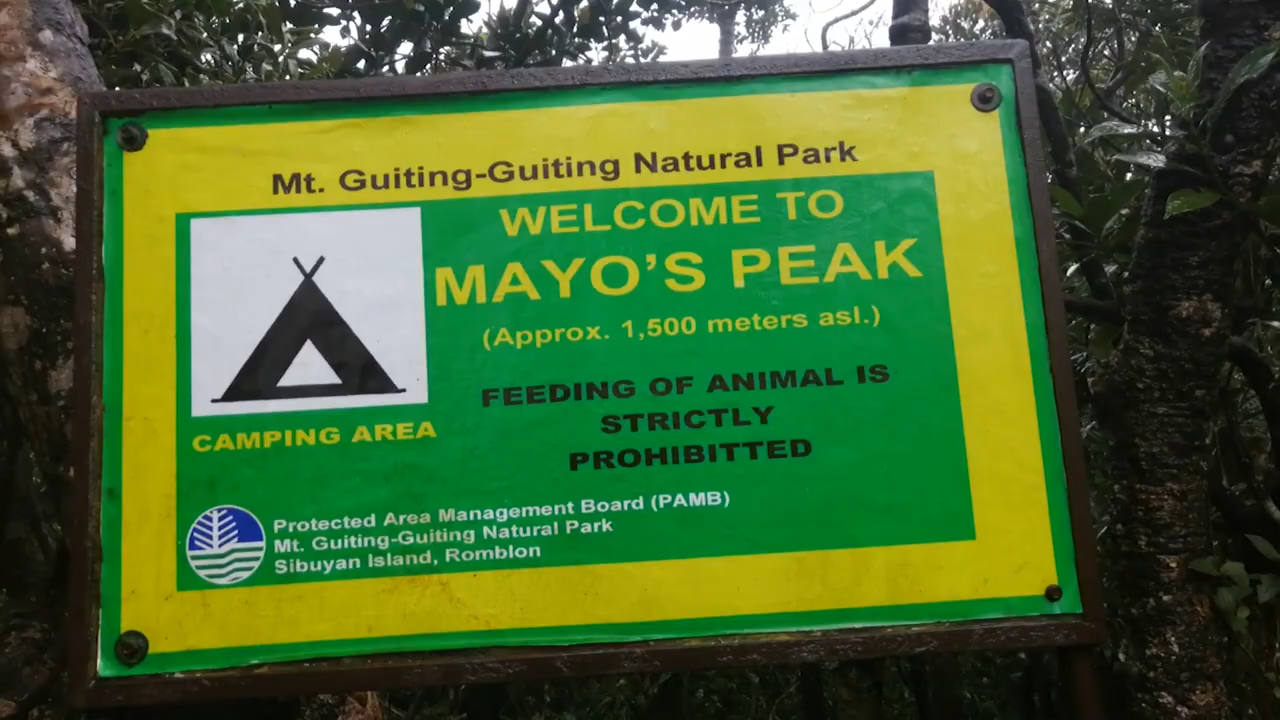 Mt. Guiting-Guiting Natural Park
WELCOME TO
MAYO'S PEAK
(Approx. 1,500 meters asl.)
FEEDING OF ANIMAL IS
STRICTLY
PROHIBITTED
CAMPING AREA
Protected Area Management Board (PAMB)
Mt. Guiting-Guiting Natural Park
Sibuyan Island, Romblon